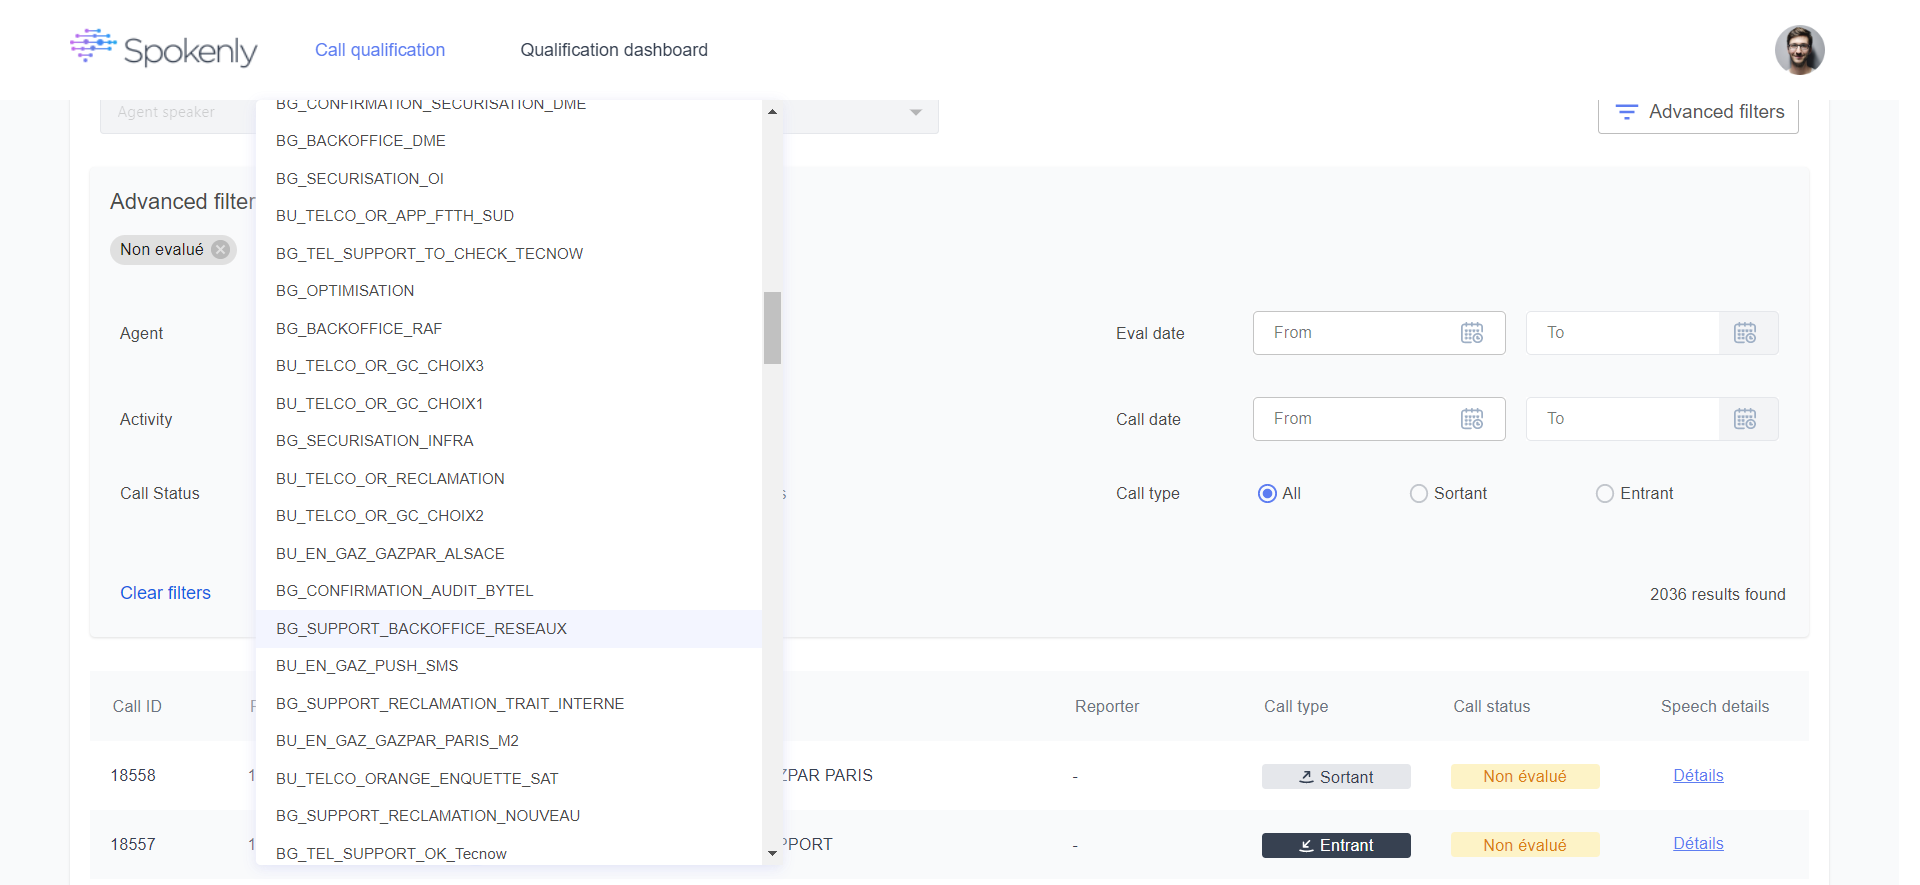 Spokenly
Call qualification
Qualification dashboard
Agent speaker
Advanced filters
BG_CONFIRMATION_SECURISATION_DME
BG_BACKOFFICE_DME
BG_SECURISATION_OI
BU_TELCO_OR_APP_FTTH_SUD
BG_TEL_SUPPORT_TO_CHECK_TECNOW
BG_OPTIMISATION
BG_BACKOFFICE_RAF
BU_TELCO_OR_GC_CHOIX3
BU_TELCO_OR_GC_CHOIX1
BG_SECURISATION_INFRA
BU_TELCO_OR_RECLAMATION
BU_TELCO_OR_GC_CHOIX2
BU_EN_GAZ_GAZPAR_ALSACE
BG_CONFIRMATION_AUDIT_BYTEL
BG_SUPPORT_BACKOFFICE_RESEAUX
BU_EN_GAZ_PUSH_SMS
BG_SUPPORT_RECLAMATION_TRAIT_INTERNE
BU_EN_GAZ_GAZPAR_PARIS_M2
BU_TELCO_ORANGE_ENQUETTE_SAT
BG_SUPPORT_RECLAMATION_NOUVEAU
BG_TEL_SUPPORT_OK_Tecnow
Advanced filter
Non evalué
Agent
Eval date
From
To
Activity
Call date
From
To
Call Status
s
Call type
All
Sortant
Entrant
Clear filters
2036 results found
Call ID
Reporter
Call type
Call status
Speech details
18558
1
ZPAR PARIS
-
Sortant
Non évalué
Détails
18557
1
PPORT
-
Entrant
Non évalué
Détails